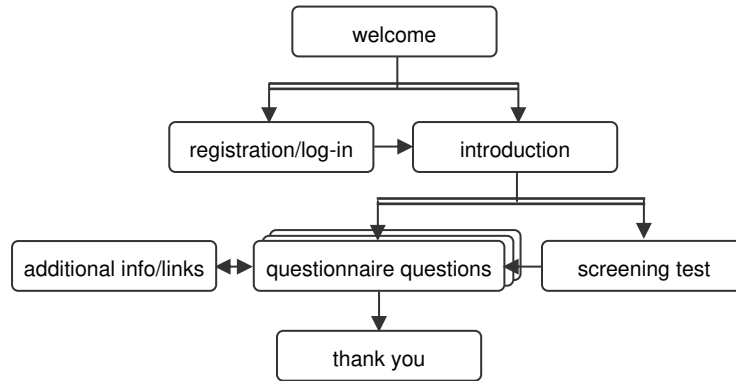 welcome
registration/log-in
introduction
additional info/links
questionnaire questions
screening test
thank you